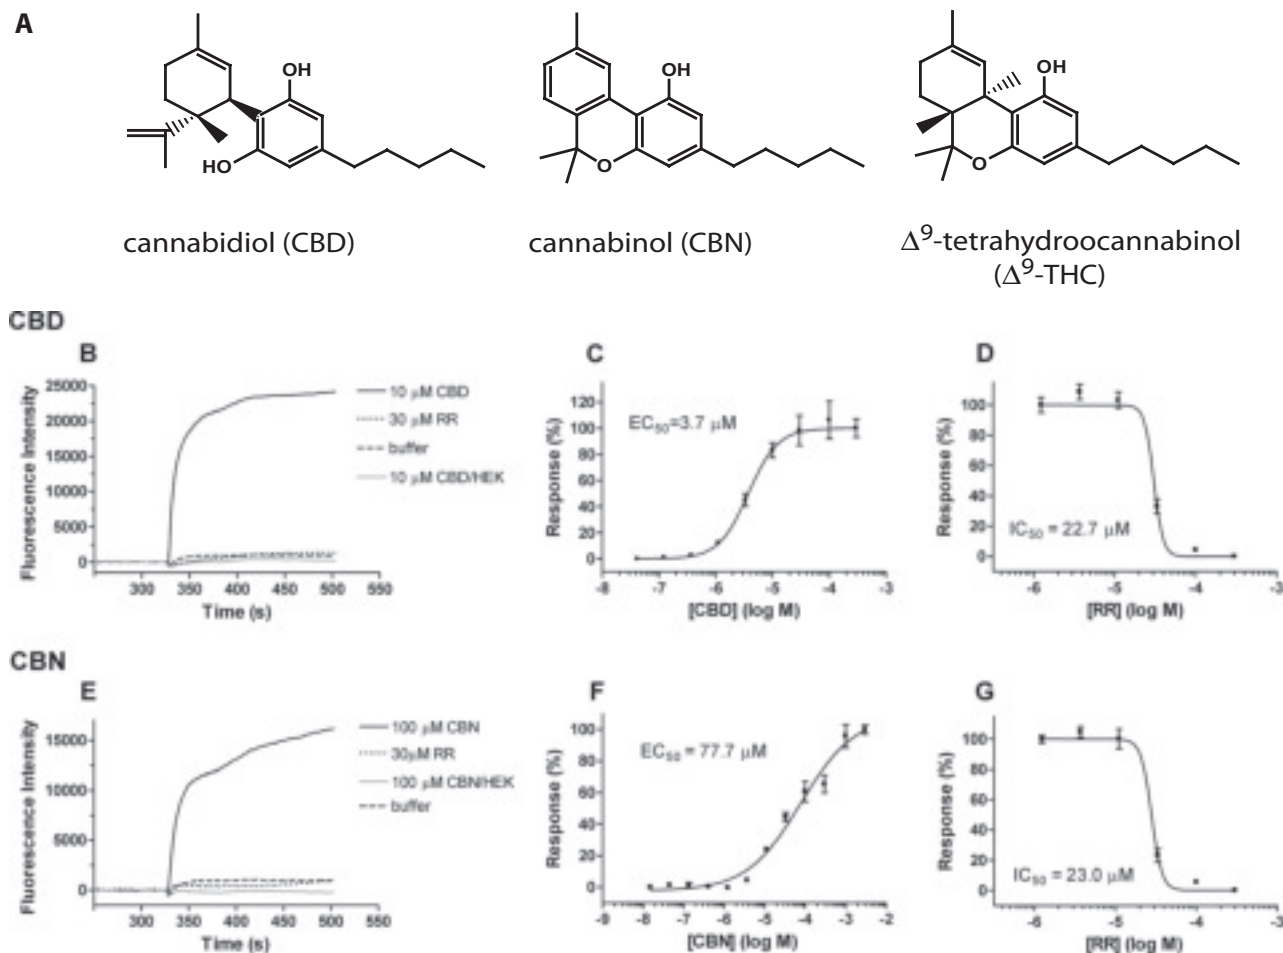 A
OH
HO
cannabidiol (CBD)
OH
O
cannabinol (CBN)
OH
O
Δ⁹-tetrahydroocannabinol
(Δ⁹-THC)
CBD
B
Fluorescence Intensity
25000
20000
15000
10000
5000
0
300 350 400 450 500 550
Time (s)
10 μM CBD
30 μM RR
buffer
10 μM CBD/HEK
C
Response (%)
120
100
80
60
40
20
0
EC50=3.7 μM
-8 -7 -6 -5 -4 -3
[CBD] (log M)
D
Response (%)
100
80
60
40
20
0
IC50 = 22.7 μM
-6 -5 -4 -3
[RR] (log M)
CBN
E
Fluorescence Intensity
15000
10000
5000
0
300 350 400 450 500 550
Time (s)
100 μM CBN
30μM RR
100 μM CBN/HEK
buffer
F
Response (%)
100
80
60
40
20
0
EC50 = 77.7 μM
-9 -8 -7 -6 -5 -4 -3 -2
[CBN] (log M)
G
Response (%)
100
80
60
40
20
0
IC50 = 23.0 μM
-6 -5 -4 -3
[RR] (log M)